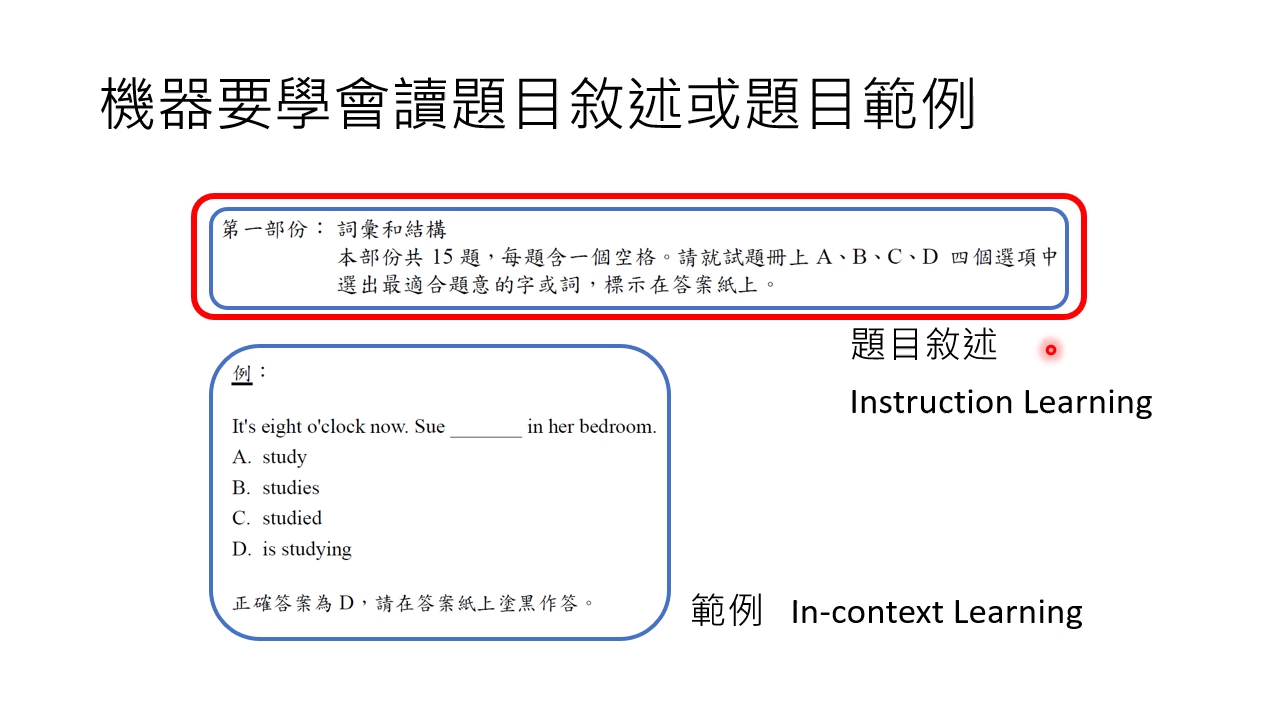 機器要學會讀題目敘述或題目範例
第一部份： 詞彙和結構
本部份共 15 題，每題含一個空格。請就試題冊上 A、B、C、D 四個選項中
選出最適合題意的字或詞，標示在答案紙上。
題目敘述
Instruction Learning
例：
It's eight o'clock now. Sue _______ in her bedroom.
A. study
B. studies
C. studied
D. is studying
正確答案為 D，請在答案紙上塗黑作答。
範例 In-context Learning